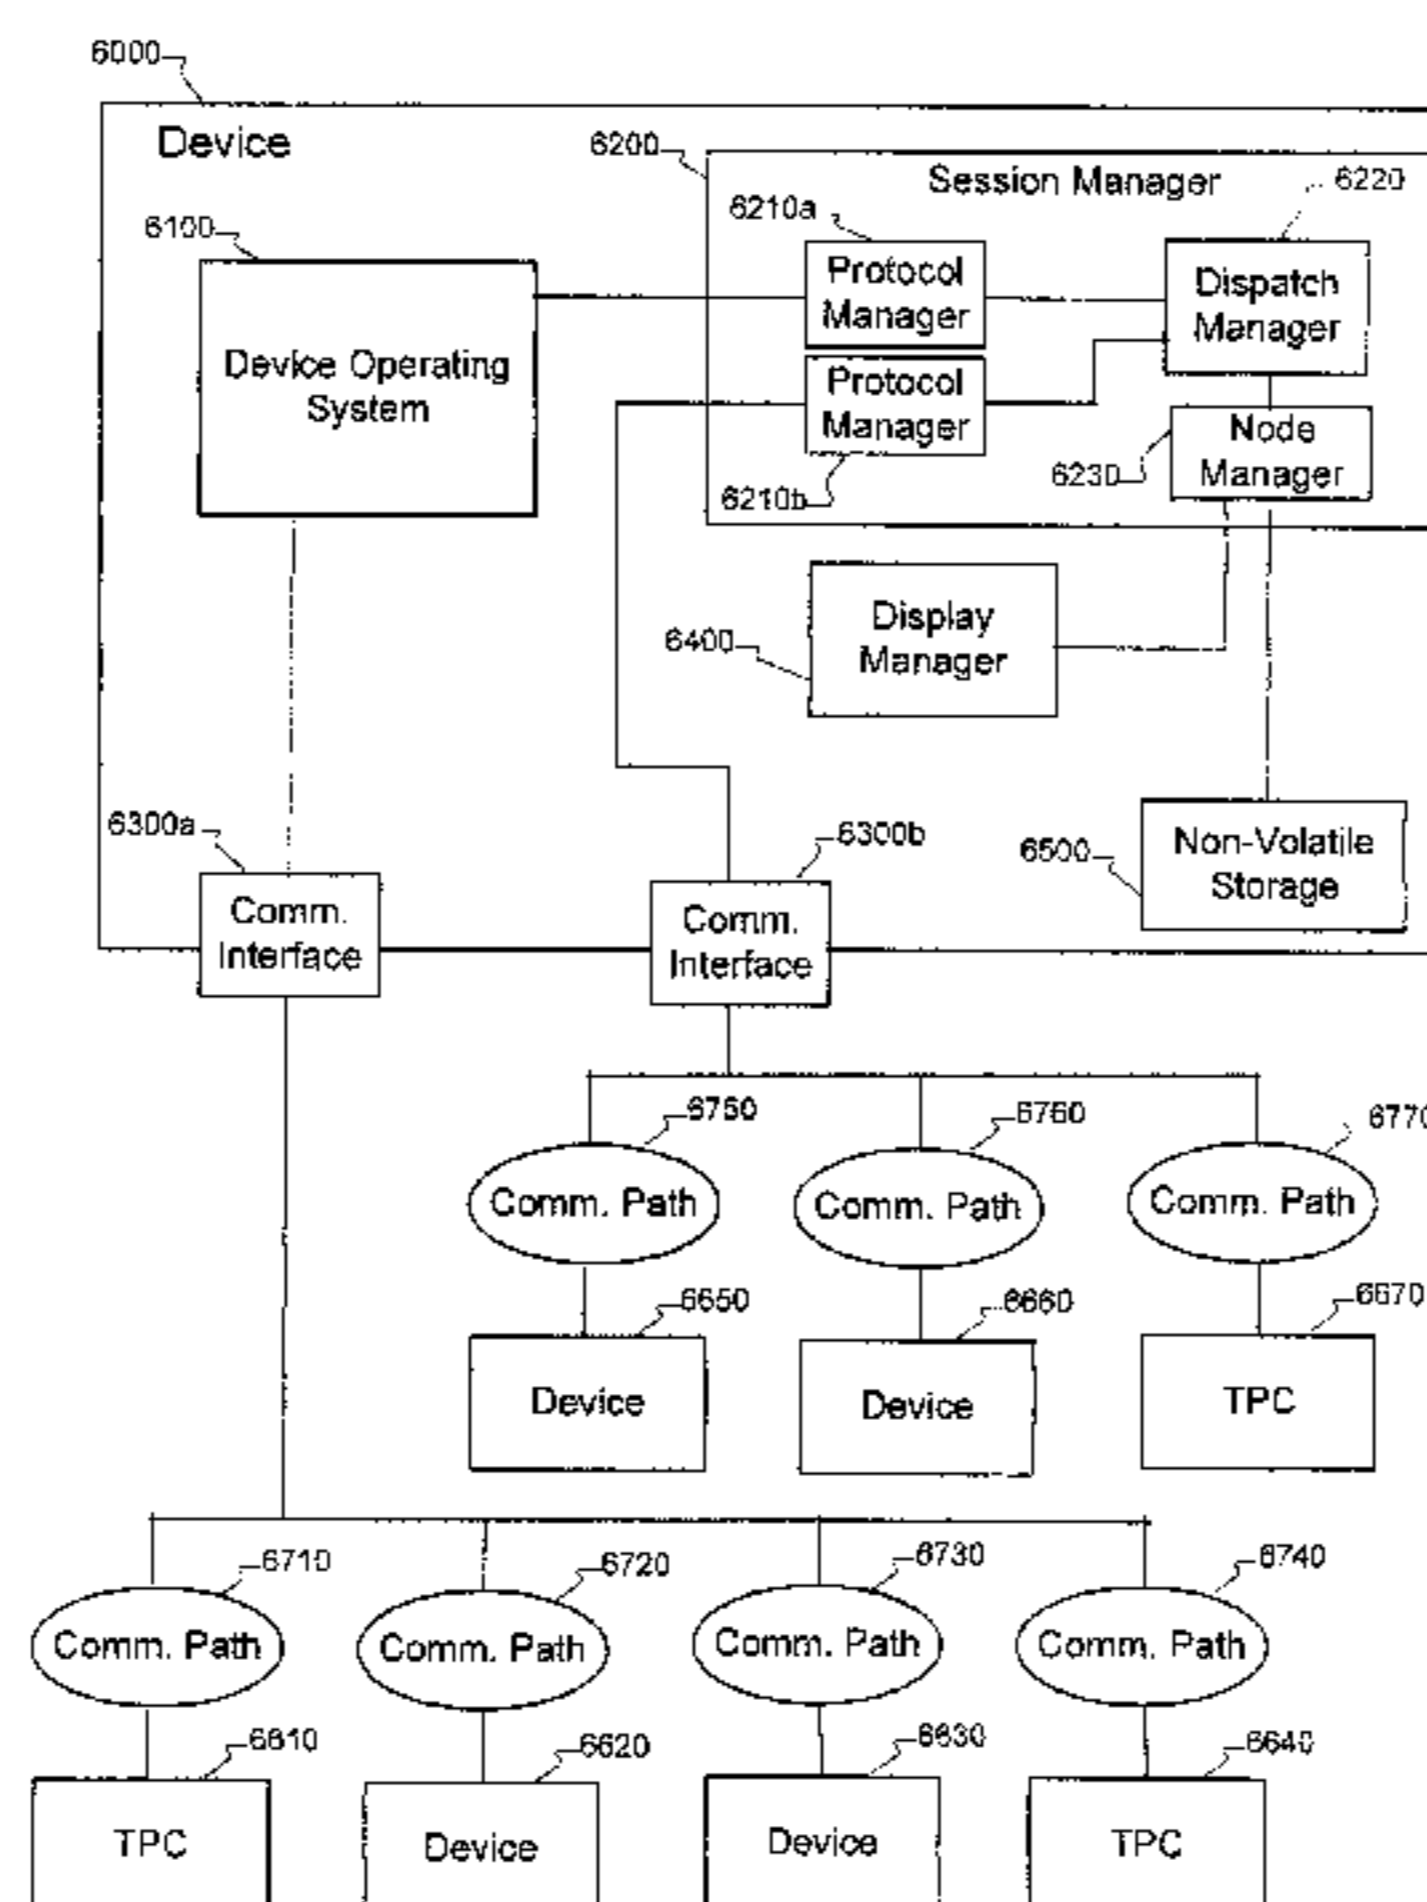 6000
Device
6200
Session Manager
6220
6210a
6100
Protocol
Manager
Dispatch
Manager
Device Operating
System
Protocol
Manager
Node
Manager
6230
6210b
Display
Manager
6400
6300a
6300b
6500
Non-Volatile
Storage
Comm.
Interface
Comm.
Interface
6750
6760
6770
Comm. Path
Comm. Path
Comm. Path
6650
6660
6670
Device
Device
TPC
6710
6720
6730
6740
Comm. Path
Comm. Path
Comm. Path
Comm. Path
6610
6620
6630
6640
TPC
Device
Device
TPC